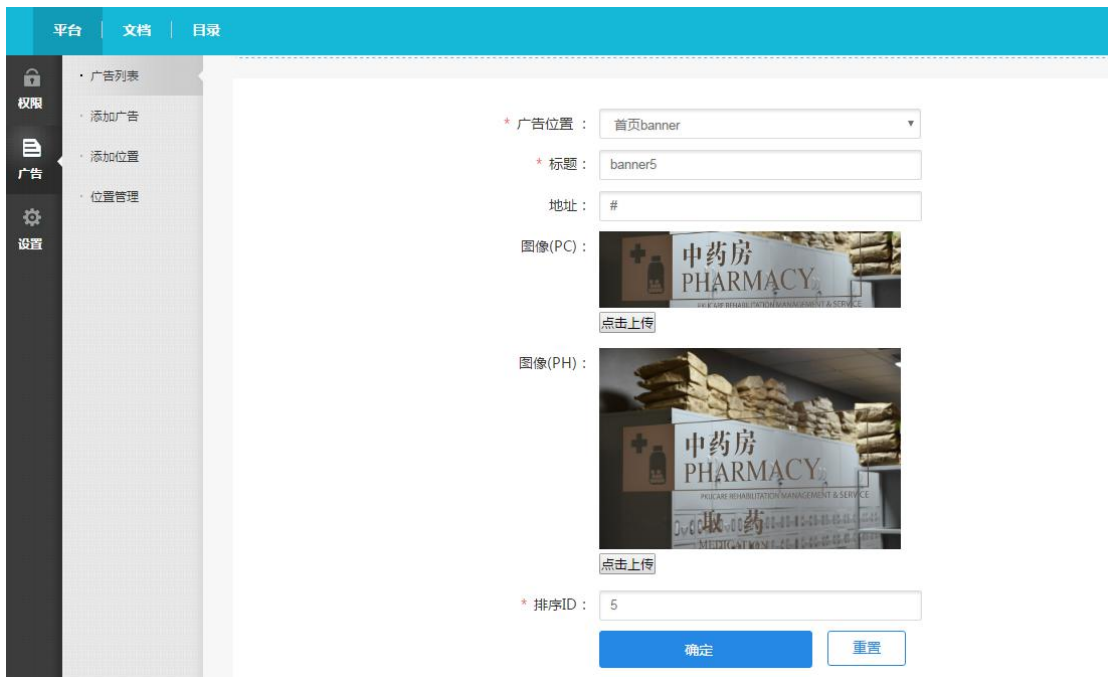 平台 文档 目录
权限
广告
设置
· 广告列表
· 添加广告
· 添加位置
· 位置管理
* 广告位置 : 首页banner
* 标题 : banner5
地址 : #
图像(PC) :
中药房
PHARMACY
REHABILITATION MANAGEMENT & SERVICE
点击上传
图像(PH) :
中药房
PHARMACY
REHABILITATION MANAGEMENT & SERVICE
取药
MEDICATION
点击上传
* 排序ID : 5
确定 重置